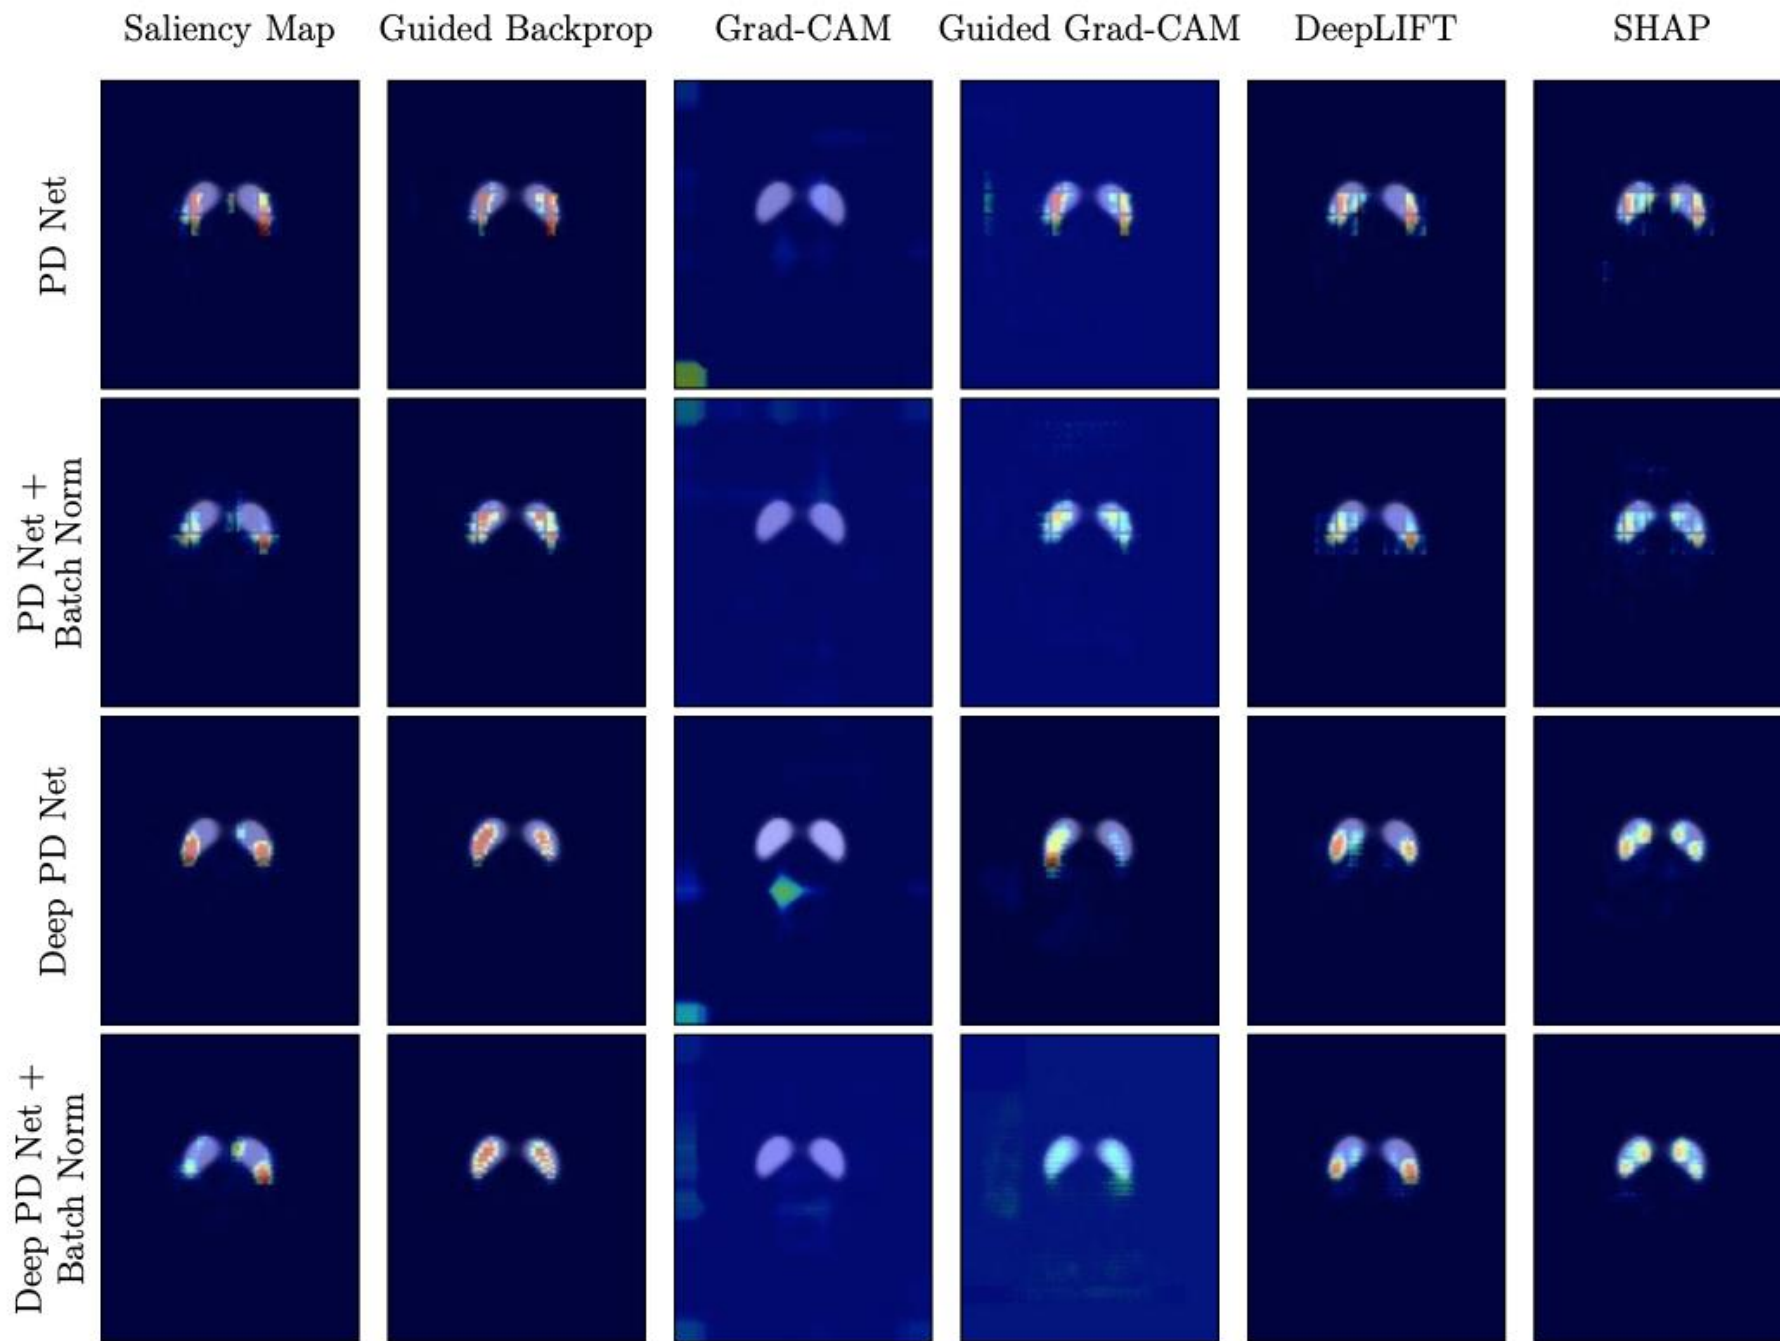 Saliency Map Guided Backprop Grad-CAM Guided Grad-CAM DeepLIFT SHAP
PD Net
PD Net +
Batch Norm
Deep PD Net
Deep PD Net +
Batch Norm